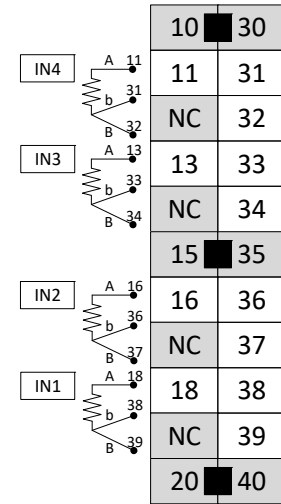 10 30
IN4 A 11 11 31
b 31
B 32 NC 32
IN3 A 13 13 33
b 33
B 34 NC 34
15 35
IN2 A 16 16 36
b 36
B 37 NC 37
IN1 A 18 18 38
b 38
B 39 NC 39
20 40